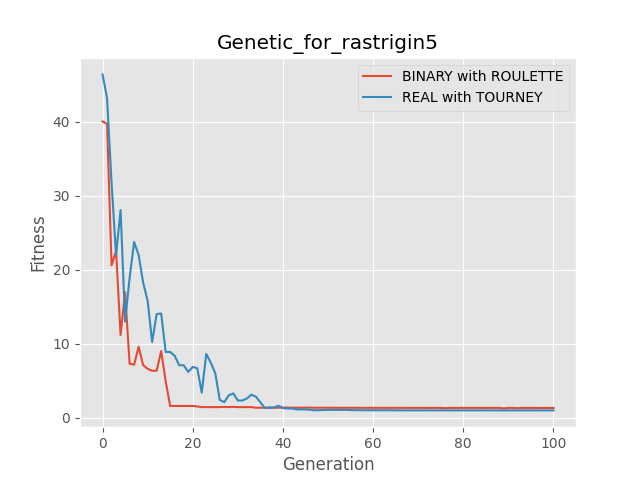 Genetic_for_rastrigin5
BINARY with ROULETTE
REAL with TOURNEY
Fitness
40
30
20
10
0
0 20 40 60 80 100
Generation